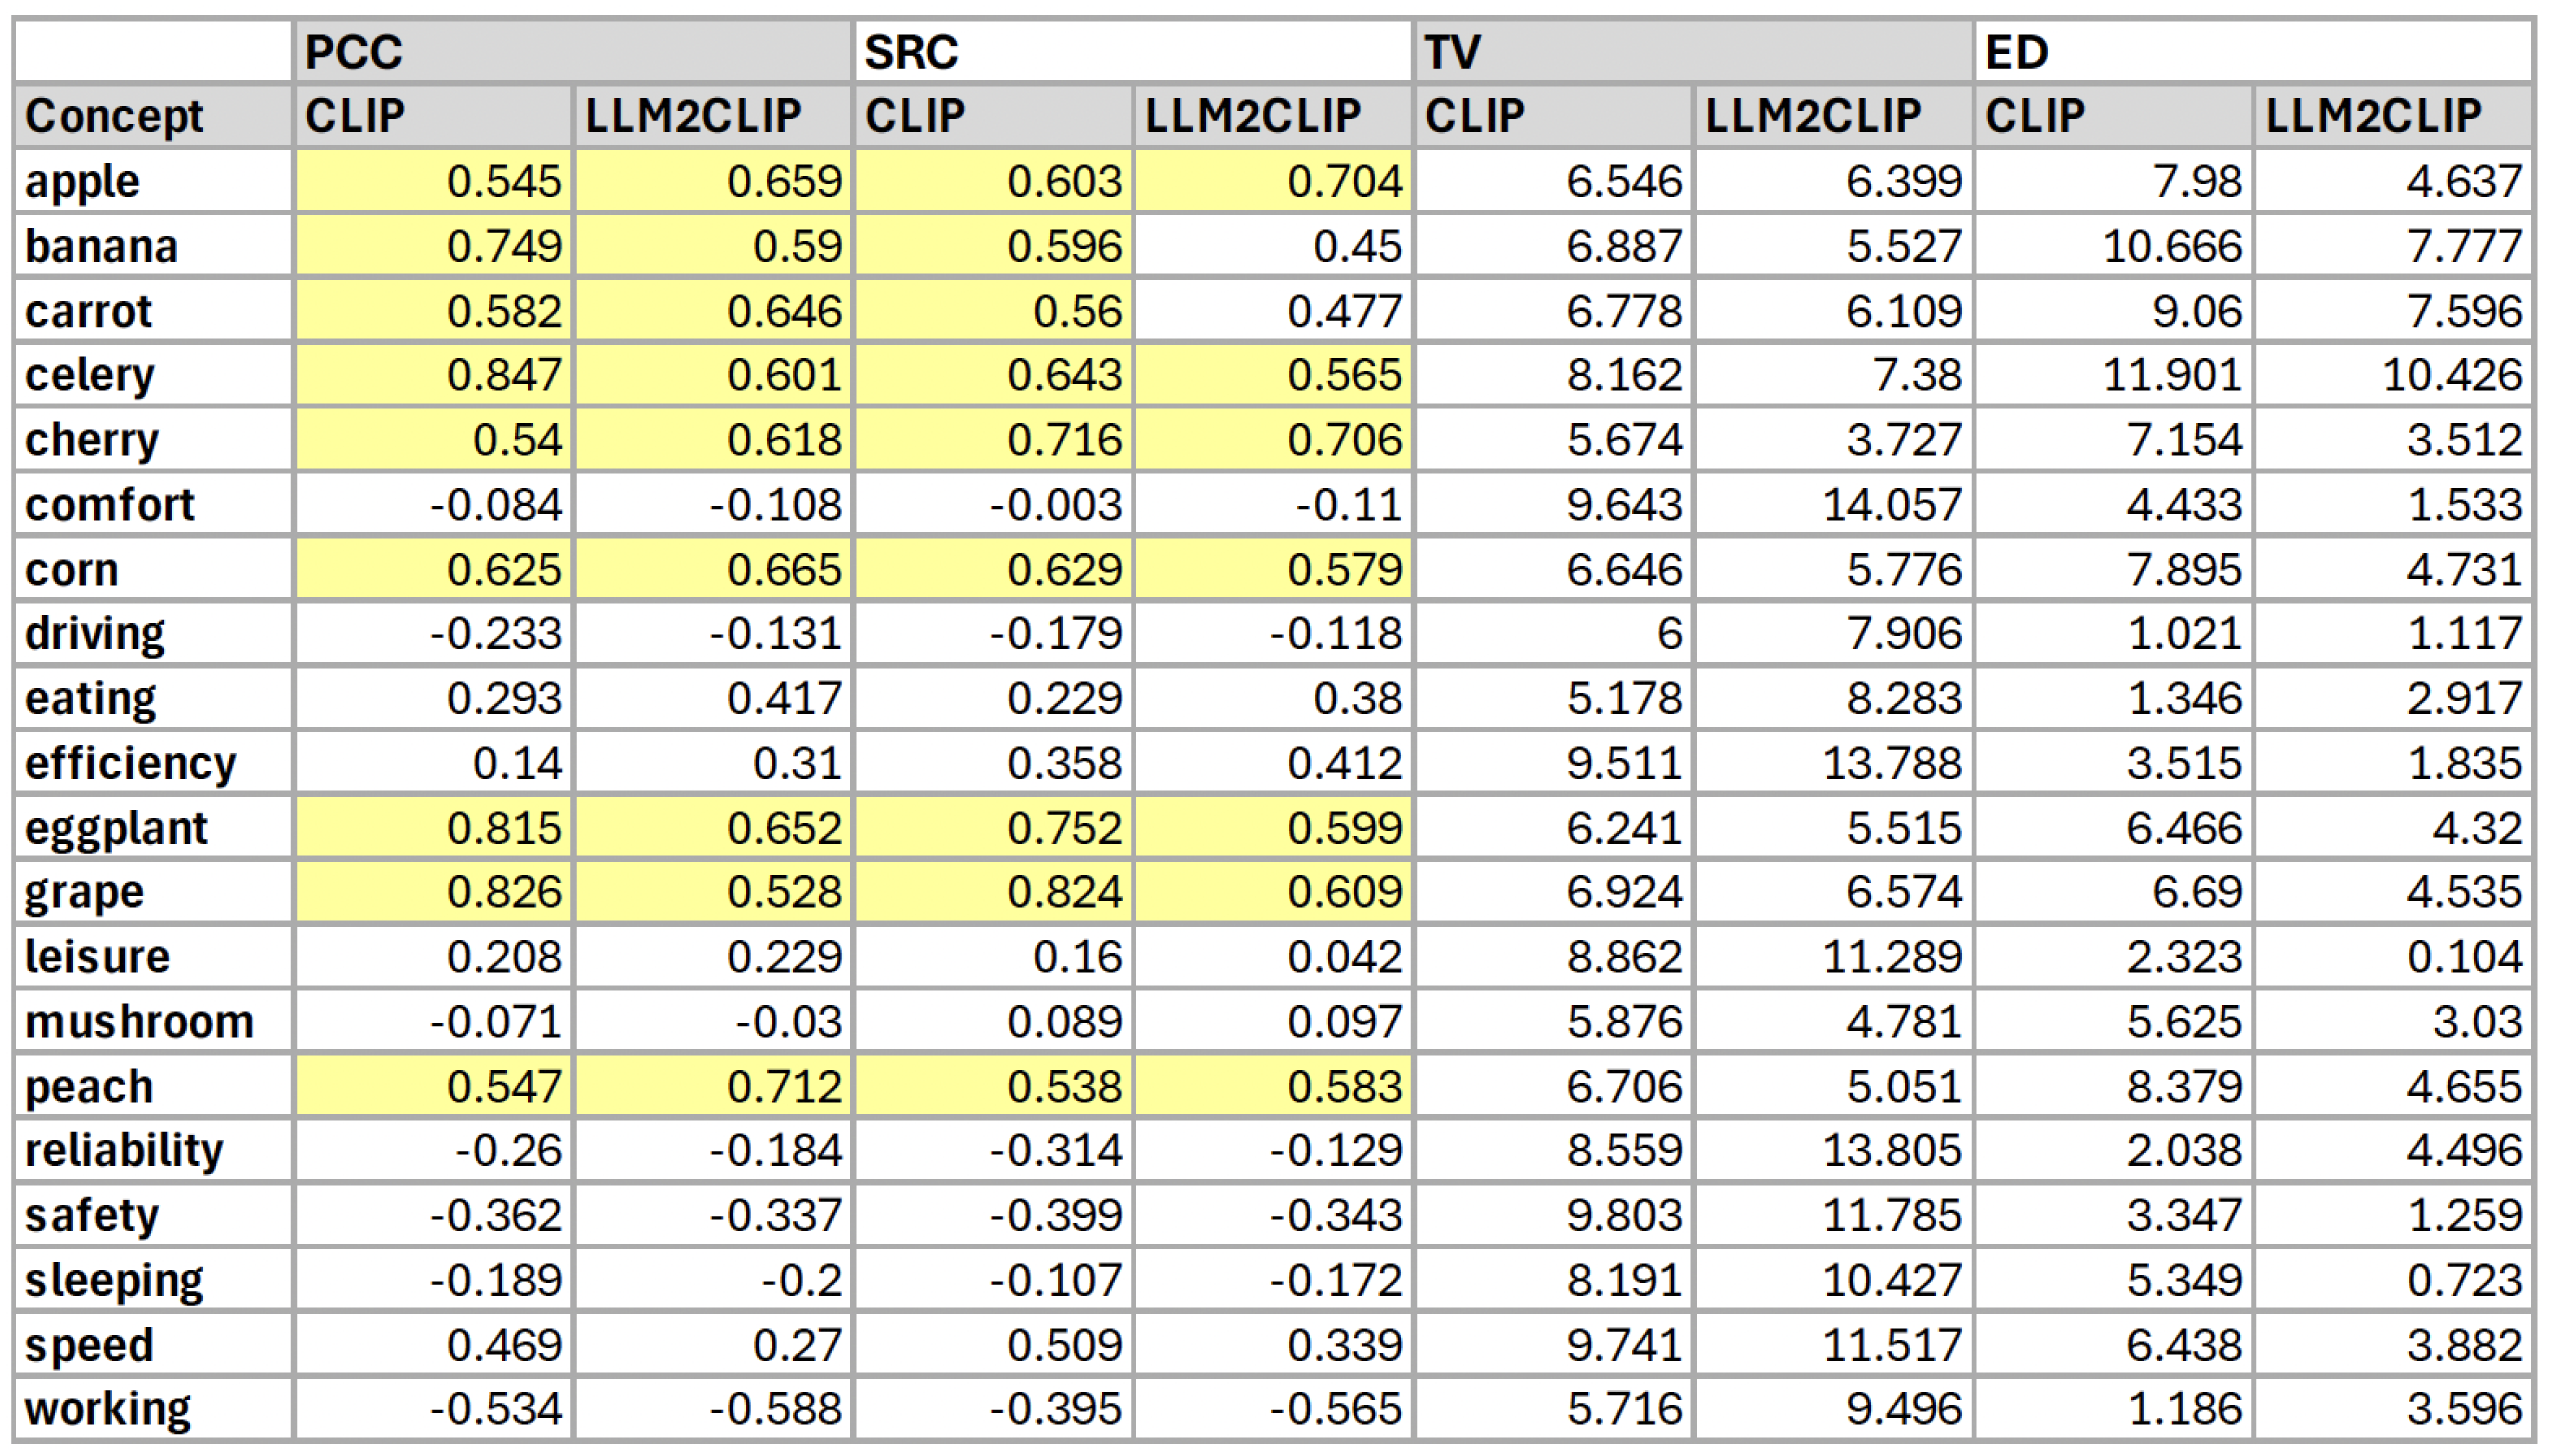 PCC SRC TV ED
Concept CLIP LLM2CLIP CLIP LLM2CLIP CLIP LLM2CLIP CLIP LLM2CLIP
apple 0.545 0.659 0.603 0.704 6.546 6.399 7.98 4.637
banana 0.749 0.59 0.596 0.45 6.887 5.527 10.666 7.777
carrot 0.582 0.646 0.56 0.477 6.778 6.109 9.06 7.596
celery 0.847 0.601 0.643 0.565 8.162 7.38 11.901 10.426
cherry 0.54 0.618 0.716 0.706 5.674 3.727 7.154 3.512
comfort -0.084 -0.108 -0.003 -0.11 9.643 14.057 4.433 1.533
corn 0.625 0.665 0.629 0.579 6.646 5.776 7.895 4.731
driving -0.233 -0.131 -0.179 -0.118 6 7.906 1.021 1.117
eating 0.293 0.417 0.229 0.38 5.178 8.283 1.346 2.917
efficiency 0.14 0.31 0.358 0.412 9.511 13.788 3.515 1.835
eggplant 0.815 0.652 0.752 0.599 6.241 5.515 6.466 4.32
grape 0.826 0.528 0.824 0.609 6.924 6.574 6.69 4.535
leisure 0.208 0.229 0.16 0.042 8.862 11.289 2.323 0.104
mushroom -0.071 -0.03 0.089 0.097 5.876 4.781 5.625 3.03
peach 0.547 0.712 0.538 0.583 6.706 5.051 8.379 4.655
reliability -0.26 -0.184 -0.314 -0.129 8.559 13.805 2.038 4.496
safety -0.362 -0.337 -0.399 -0.343 9.803 11.785 3.347 1.259
sleeping -0.189 -0.2 -0.107 -0.172 8.191 10.427 5.349 0.723
speed 0.469 0.27 0.509 0.339 9.741 11.517 6.438 3.882
working -0.534 -0.588 -0.395 -0.565 5.716 9.496 1.186 3.596